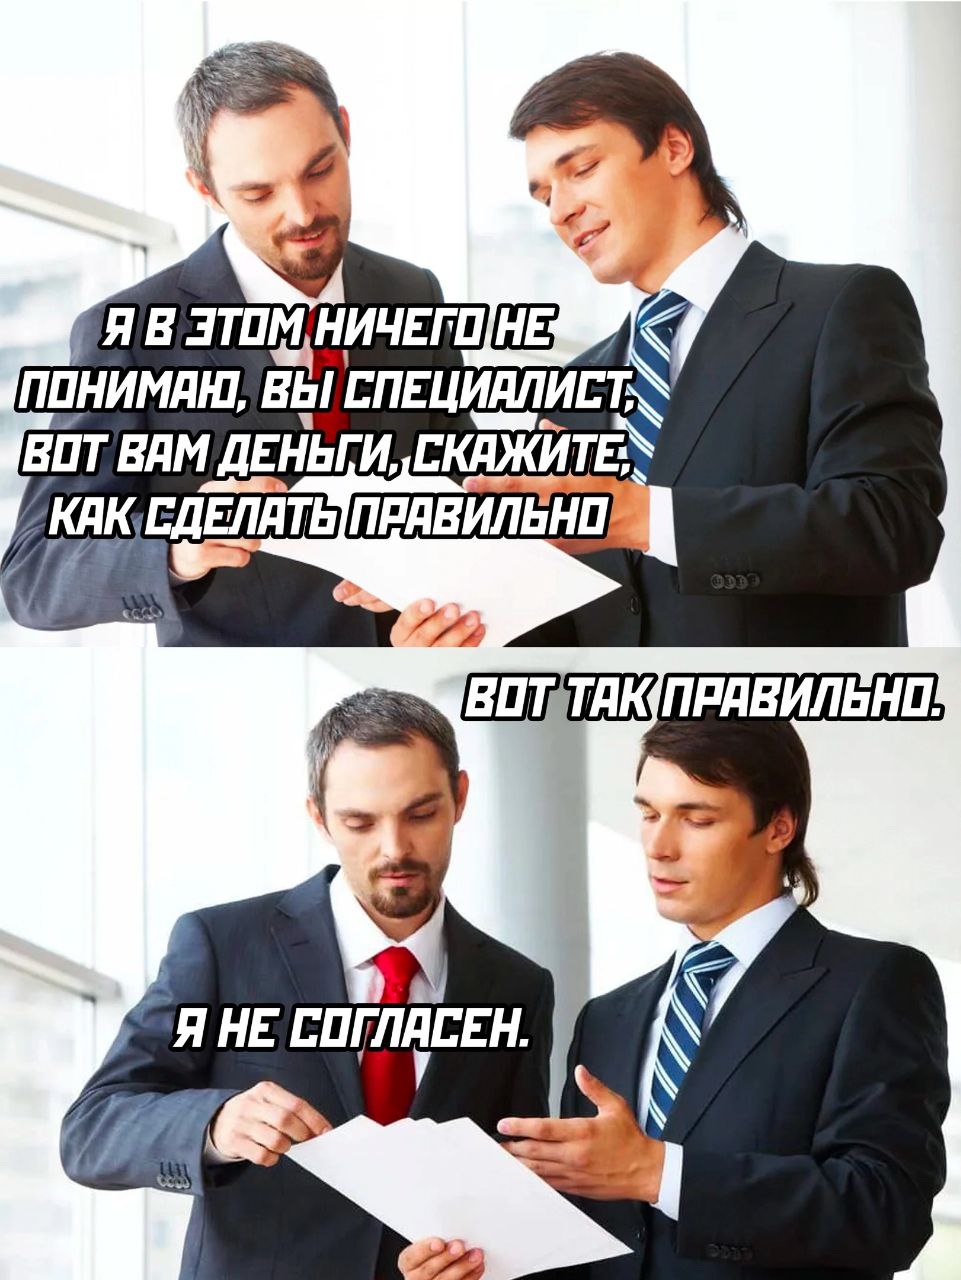 Я В ЭТОМ НИЧЕГО НЕ
ПОНИМАЮ, ВЫ СПЕЦИАЛИСТ,
ВОТ ВАМ ДЕНЬГИ, СКАЖИТЕ,
КАК СДЕЛАТЬ ПРАВИЛЬНО
ВОТ ТАК ПРАВИЛЬНО.
Я НЕ СОГЛАСЕН.